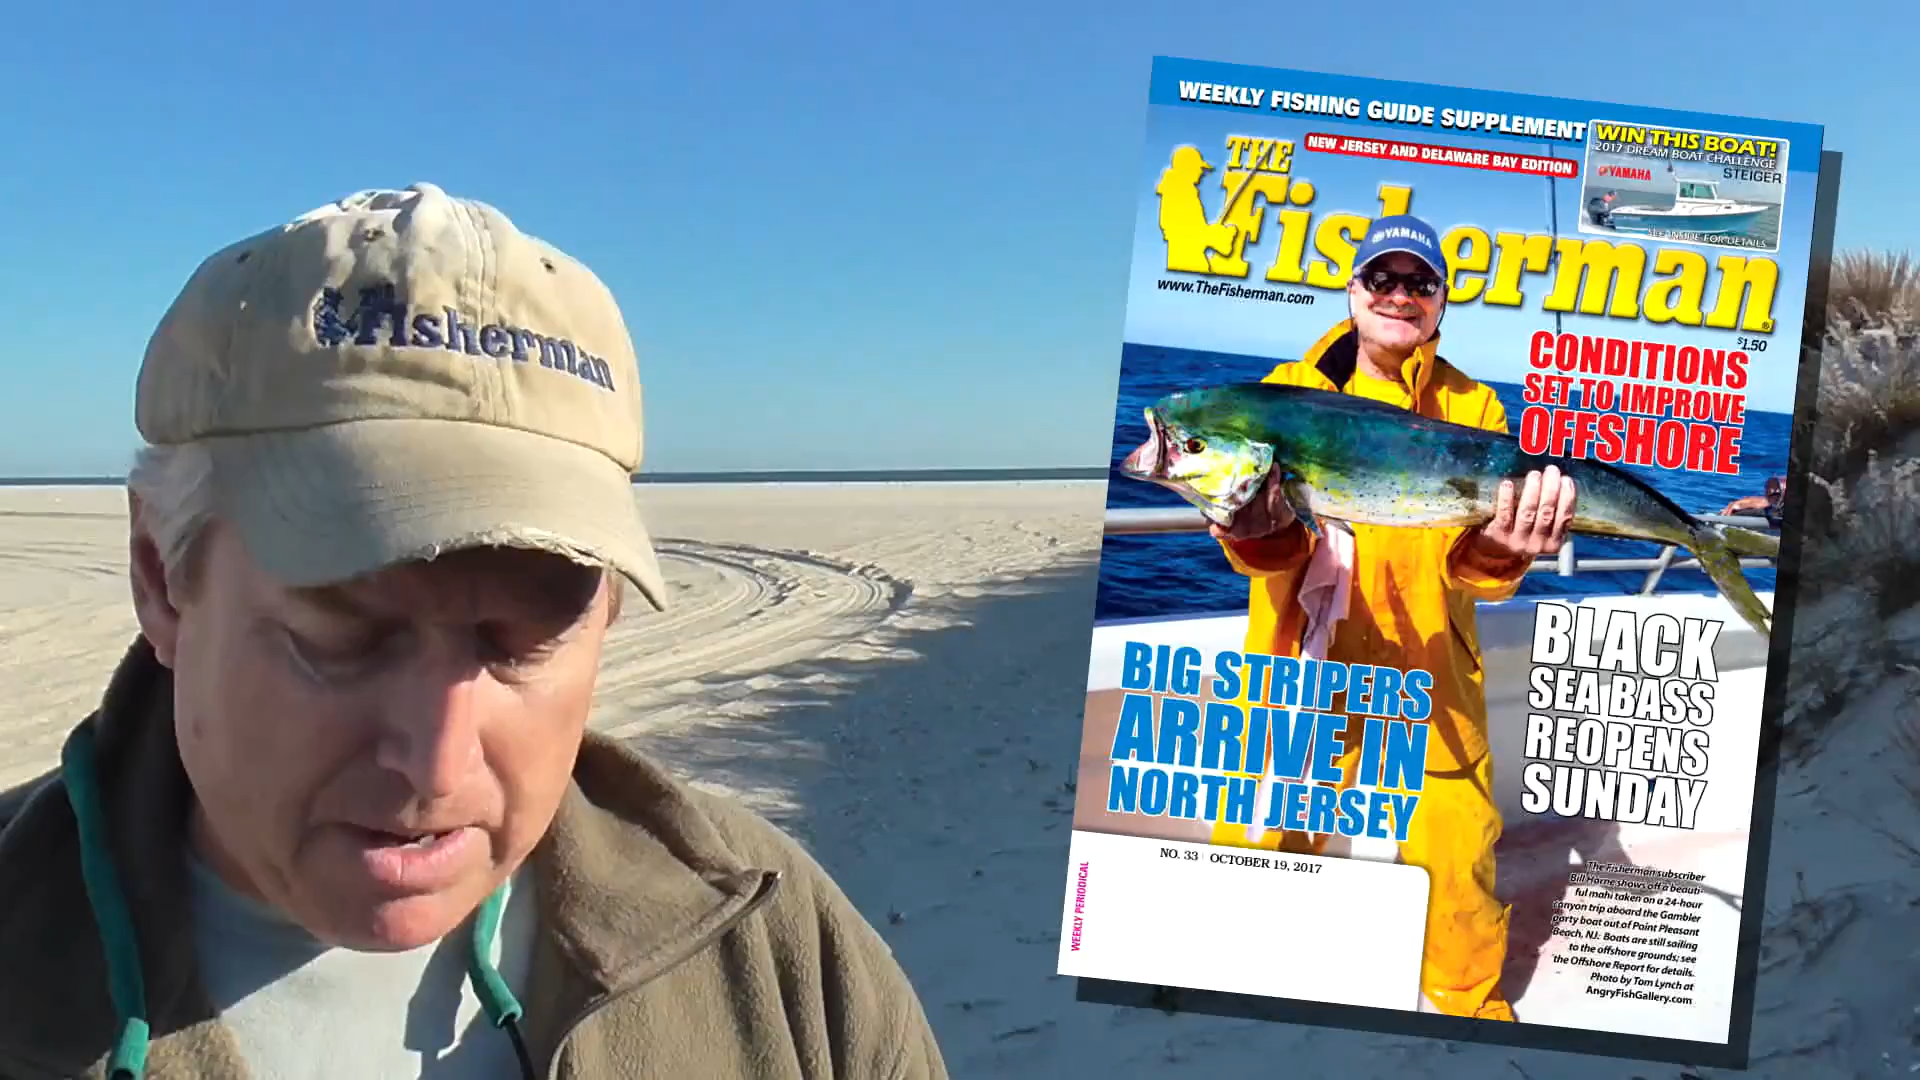 The
Fisherman
WEEKLY FISHING GUIDE SUPPLEMENT
WIN THIS BOAT!
2017 DREAM BOAT CHALLENGE
YAMAHA
STEIGER
SEE INSIDE FOR DETAILS
NEW JERSEY AND DELAWARE BAY EDITION
THE
Fisherman
www.TheFisherman.com
$1.50
YAMAHA
CONDITIONS
SET TO IMPROVE
OFFSHORE
BIG STRIPERS
ARRIVE IN
NORTH JERSEY
BLACK
SEA BASS
REOPENS
SUNDAY
NO. 33 OCTOBER 19, 2017
WEEKLY PERIODICAL
The Fisherman subscriber
Bill Horne shows off a beauti-
ful mahi taken on a 24-hour
canyon trip aboard the Gambler
party boat out of Point Pleasant
Beach, NJ. Boats are still sailing
to the offshore grounds; see
the Offshore Report for details.
Photo by Tom Lynch at
AngryFishGallery.com